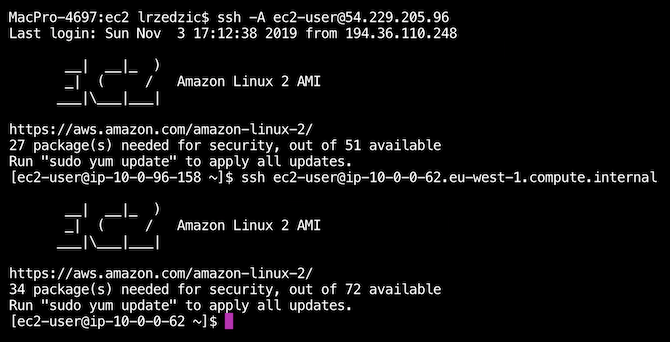 MacPro-4697:ec2 lrzedzic$ ssh -A ec2-user@54.229.205.96
Last login: Sun Nov  3 17:12:38 2019 from 194.36.110.248

       __|  __|_  )
       _|  (     /   Amazon Linux 2 AMI
      ___|\___|___|

https://aws.amazon.com/amazon-linux-2/
27 package(s) needed for security, out of 51 available
Run "sudo yum update" to apply all updates.
[ec2-user@ip-10-0-96-158 ~]$ ssh ec2-user@ip-10-0-0-62.eu-west-1.compute.internal

       __|  __|_  )
       _|  (     /   Amazon Linux 2 AMI
      ___|\___|___|

https://aws.amazon.com/amazon-linux-2/
34 package(s) needed for security, out of 72 available
Run "sudo yum update" to apply all updates.
[ec2-user@ip-10-0-0-62 ~]$